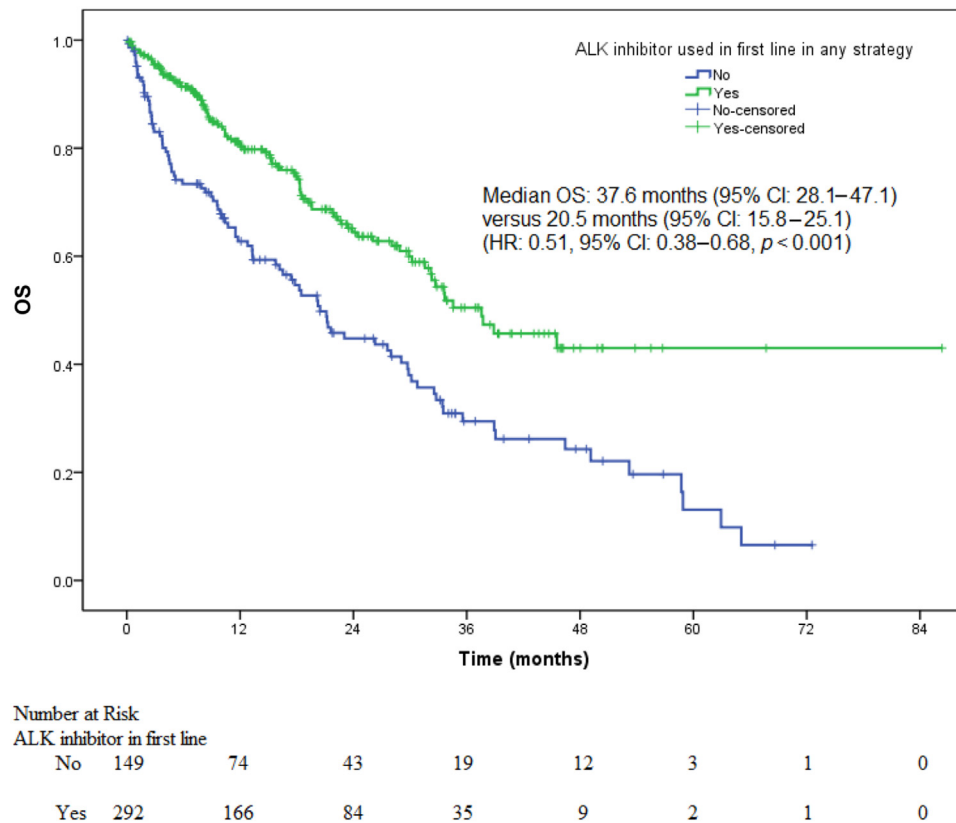 1.0
0.8
0.6
0.4
0.2
0.0
OS
ALK inhibitor used in first line in any strategy
No
Yes
No-censored
Yes-censored
Median OS: 37.6 months (95% CI: 28.1–47.1)
versus 20.5 months (95% CI: 15.8–25.1)
(HR: 0.51, 95% CI: 0.38–0.68, p < 0.001)
0 12 24 36 48 60 72 84
Time (months)
Number at Risk
ALK inhibitor in first line
No 149 74 43 19 12 3 1 0
Yes 292 166 84 35 9 2 1 0